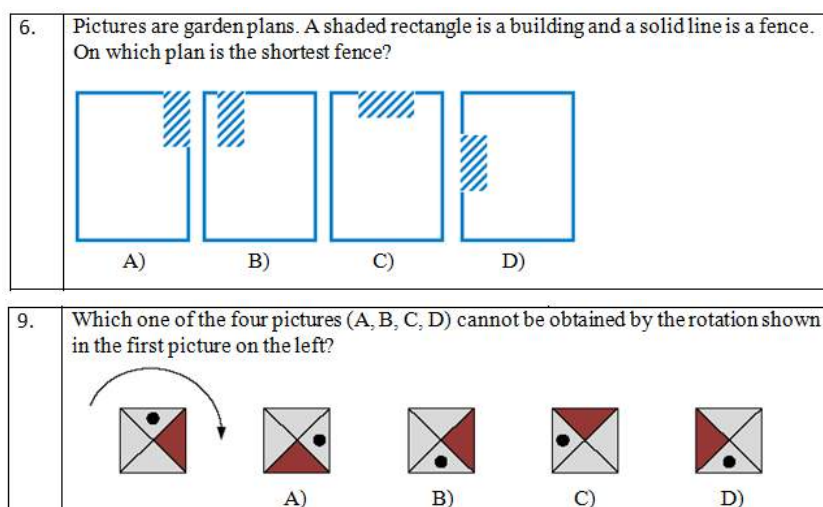 6. Pictures are garden plans. A shaded rectangle is a building and a solid line is a fence.
On which plan is the shortest fence?
A) B) C) D)
9. Which one of the four pictures (A, B, C, D) cannot be obtained by the rotation shown
in the first picture on the left?
A) B) C) D)